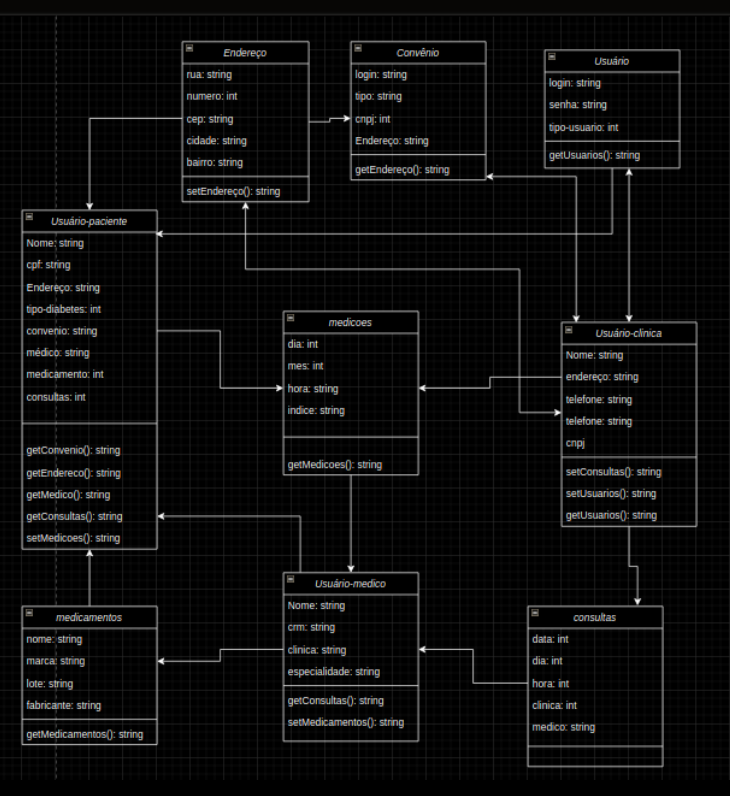 Endereço
rua: string
numero: int
cep: string
cidade: string
bairro: string
setEndereço(): string
Convênio
login: string
tipo: string
cnpj: int
Endereço: string
getEndereço(): string
Usuário
login: string
senha: string
tipo-usuario: int
getUsuarios(): string
Usuário-paciente
Nome: string
cpf: string
Endereço: string
tipo-diabetes: int
convenio: string
médico: string
medicamento: int
consultas: int
getConvenio(): string
getEndereco(): string
getMedico(): string
getConsultas(): string
setMedicoes(): string
medicoes
dia: int
mes: int
hora: string
indice: string
getMedicoes(): string
Usuário-clinica
Nome: string
endereço: string
telefone: string
telefone: string
cnpj
setConsultas(): string
setUsuarios(): string
getUsuarios(): string
medicamentos
nome: string
marca: string
lote: string
fabricante: string
getMedicamentos(): string
Usuário-medico
Nome: string
crm: string
clinica: string
especialidade: string
getConsultas(): string
setMedicamentos(): string
consultas
data: int
dia: int
hora: int
clinica: int
medico: string